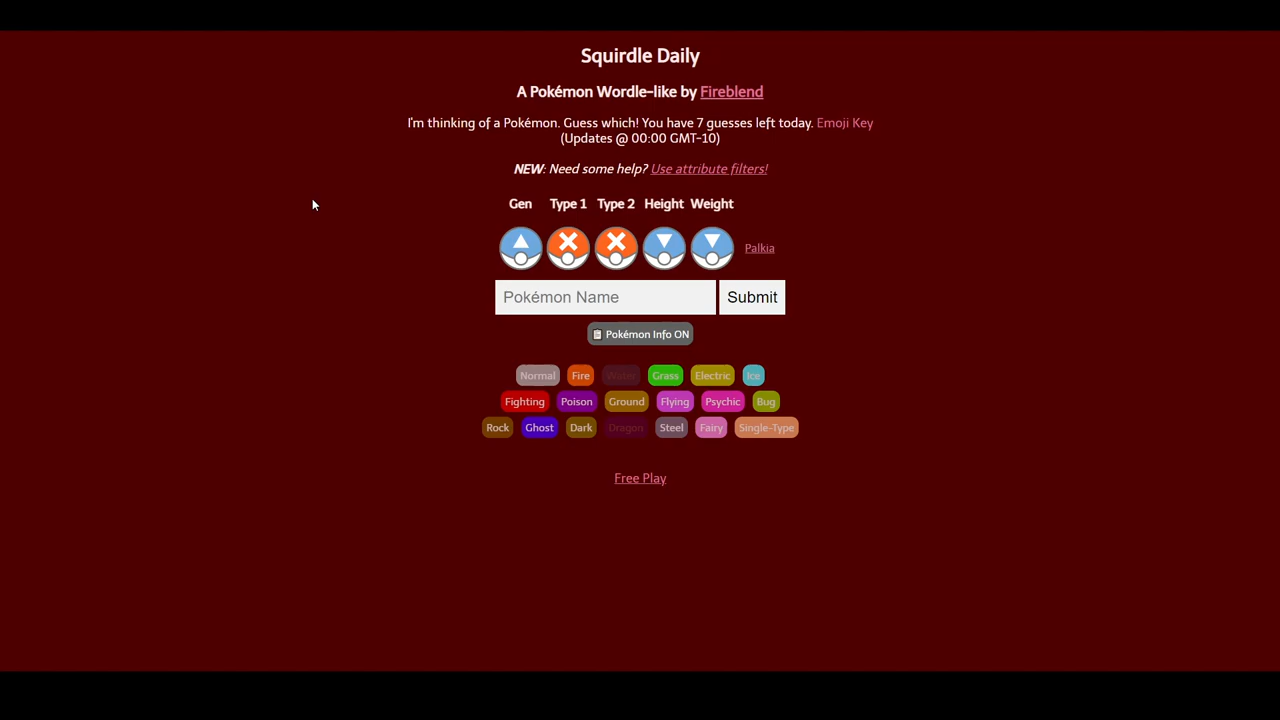 Squirdle Daily
A Pokémon Wordle-like by Fireblend
I'm thinking of a Pokémon. Guess which! You have 7 guesses left today. Emoji Key
(Updates @ 00:00 GMT-10)
NEW: Need some help? Use attribute filters!
Gen Type 1 Type 2 Height Weight
Palkia
Pokémon Name Submit
📋 Pokémon Info ON
Normal Fire Water Grass Electric Ice
Fighting Poison Ground Flying Psychic Bug
Rock Ghost Dark Dragon Steel Fairy Single-Type
Free Play